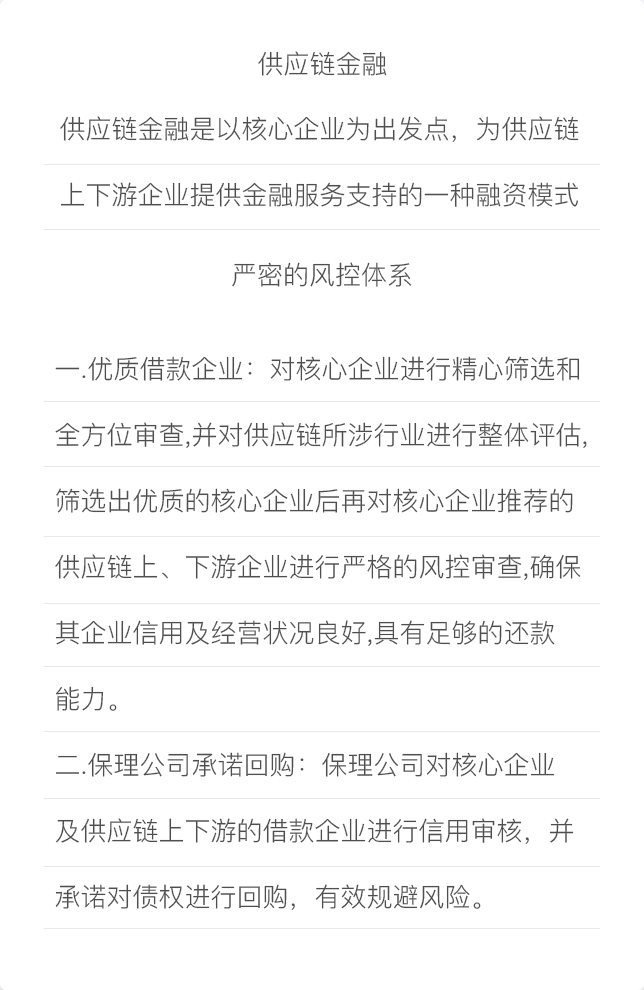 供应链金融
供应链金融是以核心企业为出发点，为供应链
上下游企业提供金融服务支持的一种融资模式
严密的风控体系
一.优质借款企业：对核心企业进行精心筛选和
全方位审查,并对供应链所涉行业进行整体评估,
筛选出优质的核心企业后再对核心企业推荐的
供应链上、下游企业进行严格的风控审查,确保
其企业信用及经营状况良好,具有足够的还款
能力。
二.保理公司承诺回购：保理公司对核心企业
及供应链上下游的借款企业进行信用审核，并
承诺对债权进行回购，有效规避风险。